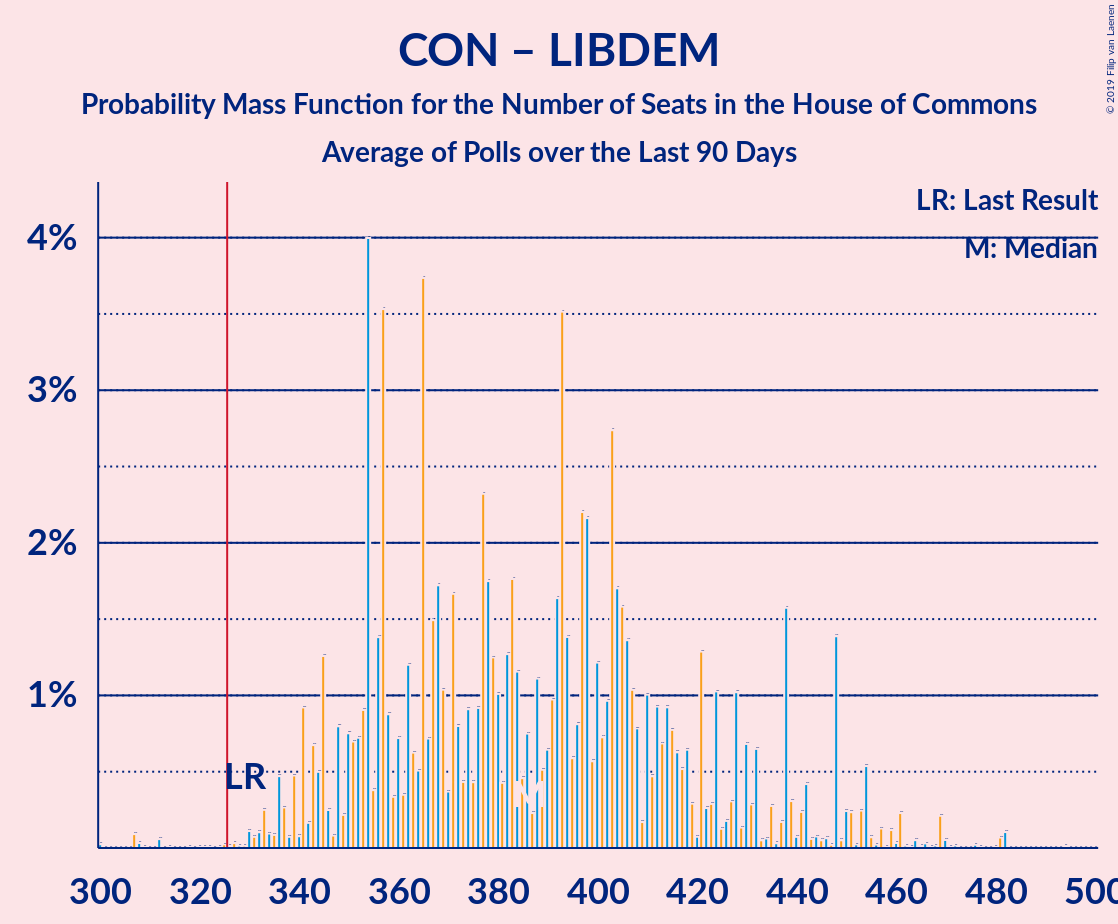 CON – LIBDEM
Probability Mass Function for the Number of Seats in the House of Commons
Average of Polls over the Last 90 Days
© 2019 Filip van Laenen
LR: Last Result
M: Median
4%
3%
2%
1%
LR
M
300 320 340 360 380 400 420 440 460 480 500